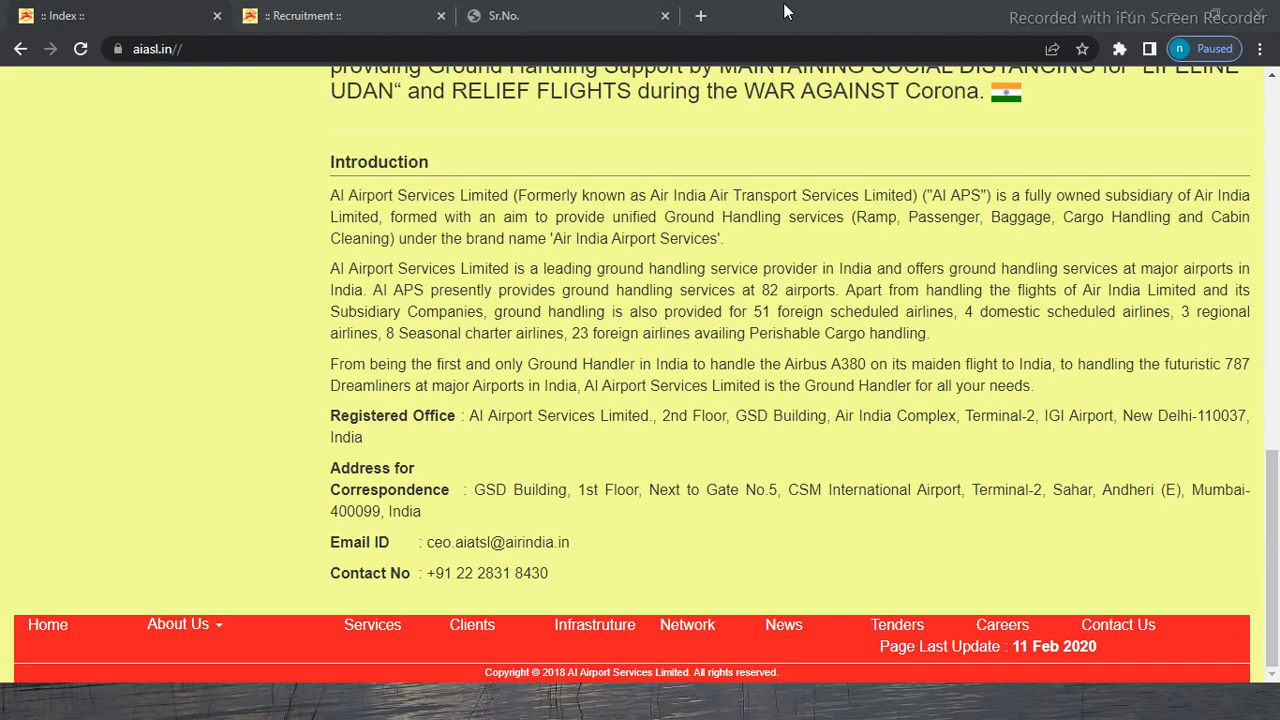 :: Index ::
:: Recruitment ::
Sr.No.
Recorded with iFun Screen Recorder
aiasl.in//
n Paused
providing Ground Handling Support by MAINTAINING SOCIAL DISTANCING for “LIFELINE
UDAN“ and RELIEF FLIGHTS during the WAR AGAINST Corona.
Introduction
AI Airport Services Limited (Formerly known as Air India Air Transport Services Limited) ("AI APS") is a fully owned subsidiary of Air India
Limited, formed with an aim to provide unified Ground Handling services (Ramp, Passenger, Baggage, Cargo Handling and Cabin
Cleaning) under the brand name 'Air India Airport Services'.
AI Airport Services Limited is a leading ground handling service provider in India and offers ground handling services at major airports in
India. AI APS presently provides ground handling services at 82 airports. Apart from handling the flights of Air India Limited and its
Subsidiary Companies, ground handling is also provided for 51 foreign scheduled airlines, 4 domestic scheduled airlines, 3 regional
airlines, 8 Seasonal charter airlines, 23 foreign airlines availing Perishable Cargo handling.
From being the first and only Ground Handler in India to handle the Airbus A380 on its maiden flight to India, to handling the futuristic 787
Dreamliners at major Airports in India, AI Airport Services Limited is the Ground Handler for all your needs.
Registered Office : AI Airport Services Limited., 2nd Floor, GSD Building, Air India Complex, Terminal-2, IGI Airport, New Delhi-110037,
India
Address for
Correspondence : GSD Building, 1st Floor, Next to Gate No.5, CSM International Airport, Terminal-2, Sahar, Andheri (E), Mumbai-
400099, India
Email ID : ceo.aiatsl@airindia.in
Contact No : +91 22 2831 8430
Home About Us Services Clients Infrastruture Network News Tenders Careers Contact Us
Page Last Update : 11 Feb 2020
Copyright © 2018 AI Airport Services Limited. All rights reserved.